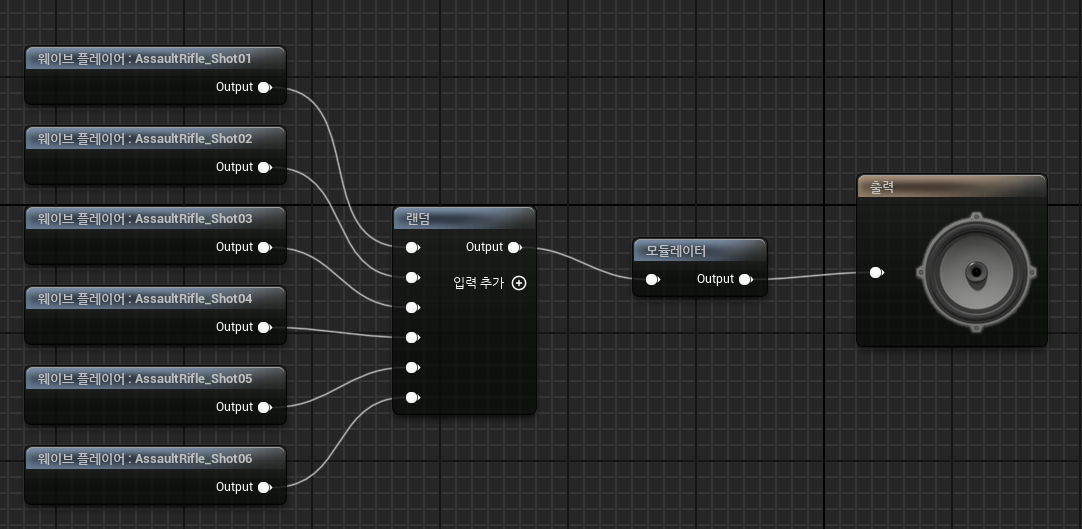 웨이브 플레이어 : AssaultRifle_Shot01
Output
웨이브 플레이어 : AssaultRifle_Shot02
Output
웨이브 플레이어 : AssaultRifle_Shot03
Output
웨이브 플레이어 : AssaultRifle_Shot04
Output
웨이브 플레이어 : AssaultRifle_Shot05
Output
웨이브 플레이어 : AssaultRifle_Shot06
Output
랜덤
Output
입력 추가
모듈레이터
Output
출력